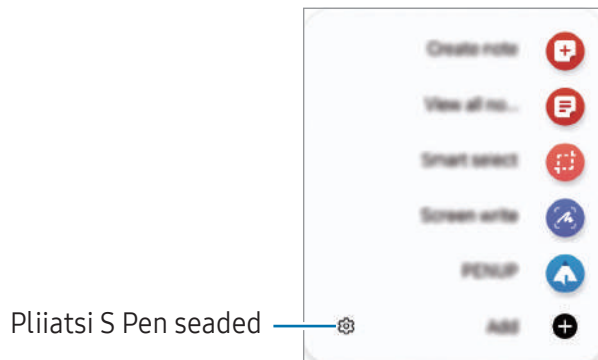 Create note
View all no...
Smart select
Screen write
PENUP
Pliiatsi S Pen seaded
Add